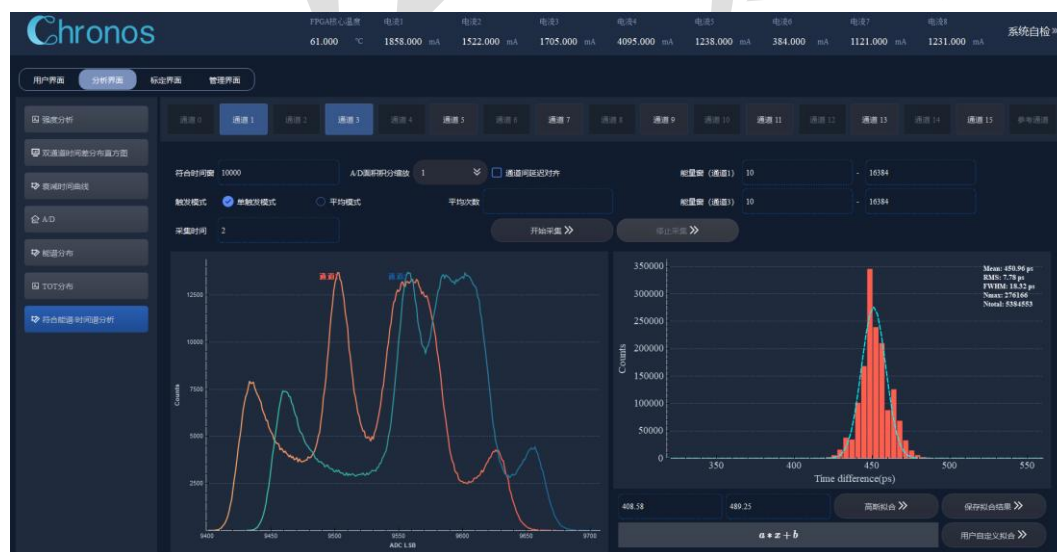 Chronos
FPGA核心温度 电流1 电流2 电流3 电流4 电流5 电流6 电流7 电流8
61.000 °C 1858.000 mA 1522.000 mA 1705.000 mA 4095.000 mA 1238.000 mA 384.000 mA 1121.000 mA 1231.000 mA 系统自检
用户界面 分析界面 标定界面 管理界面
强度分析
双通道时间差分布直方图
衰减时间曲线
A/D
能谱分布
TOT分布
符合能谱-时间谱分析
通道 0 通道 1 通道 2 通道 3 通道 4 通道 5 通道 6 通道 7 通道 8 通道 9 通道 10 通道 11 通道 12 通道 13 通道 14 通道 15 参考通道
符合时间窗 10000 A/D面积积分缩放 1 通道间延迟对齐 能量窗（通道1） 10 - 16384
触发模式 单触发模式 平均模式 平均次数 能量窗（通道3） 10 - 16384
采集时间 2 开始采集 停止采集
通道 通道
12500
10000
7500
5000
2500
Counts
9400 9450 9500 9550 9600 9650 9700
ADC LSB
350000
300000
250000
200000
150000
100000
50000
0
Counts
350 400 450 500 550
Time difference(ps)
Mean: 450.96 ps
RMS: 7.78 ps
FWHM: 18.32 ps
Nmax: 276166
Ntotal: 5384553
408.58 489.25 高斯拟合 保存拟合结果
a * x + b 用户自定义拟合